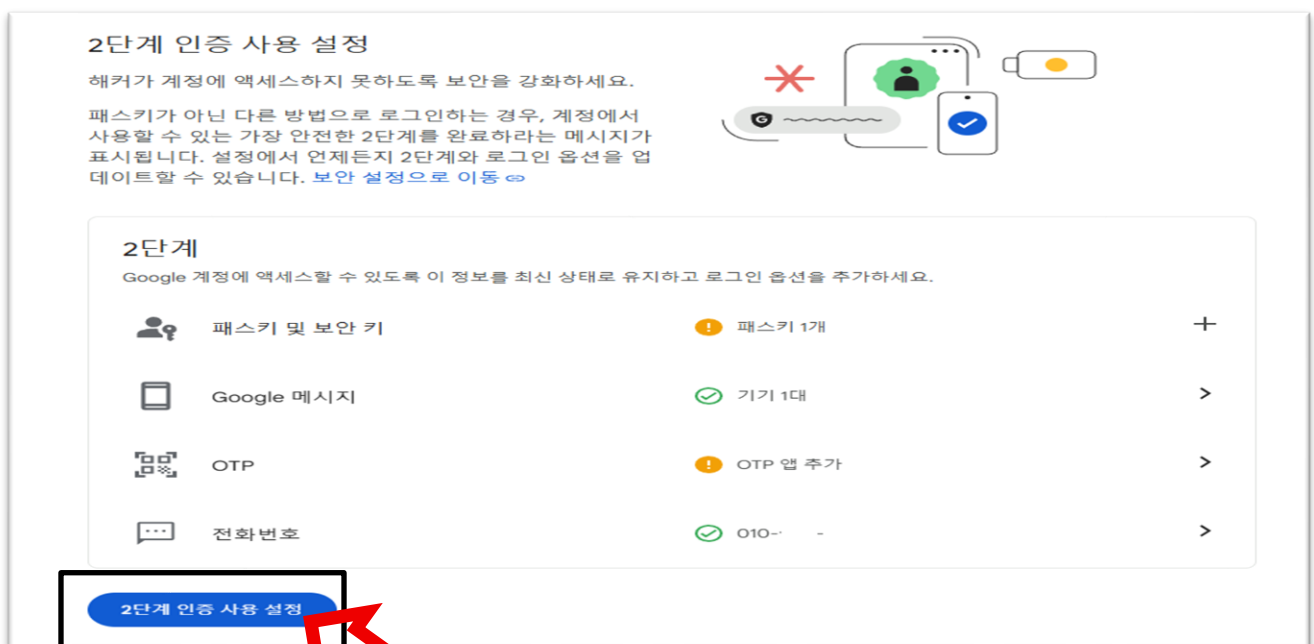 2단계 인증 사용 설정
해커가 계정에 액세스하지 못하도록 보안을 강화하세요.
패스키가 아닌 다른 방법으로 로그인하는 경우, 계정에서
사용할 수 있는 가장 안전한 2단계를 완료하라는 메시지가
표시됩니다. 설정에서 언제든지 2단계와 로그인 옵션을 업
데이트할 수 있습니다. 보안 설정으로 이동
2단계
Google 계정에 액세스할 수 있도록 이 정보를 최신 상태로 유지하고 로그인 옵션을 추가하세요.
패스키 및 보안 키 패스키 1개
Google 메시지 기기 1대
OTP OTP 앱 추가
전화번호 010- -
2단계 인증 사용 설정